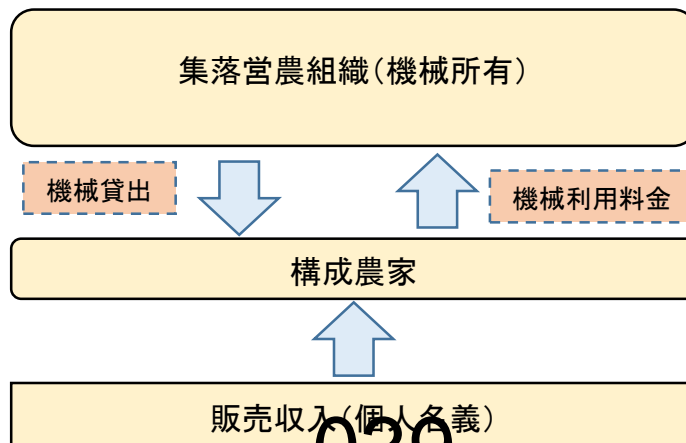 集落営農組織(機械所有)
機械貸出
機械利用料金
構成農家
販売収入(個人名義)
029